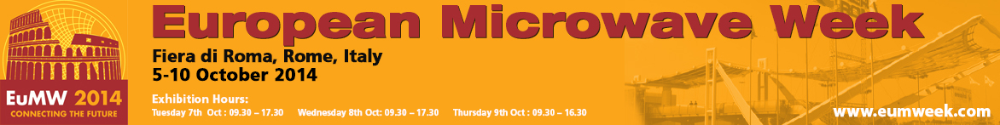 European Microwave Week
Fiera di Roma, Rome, Italy
5-10 October 2014
EuMW 2014
CONNECTING THE FUTURE
Exhibition Hours:
Tuesday 7th Oct : 09.30 – 17.30 Wednesday 8th Oct: 09.30 – 17.30 Thursday 9th Oct : 09.30 – 16.30
www.eumweek.com